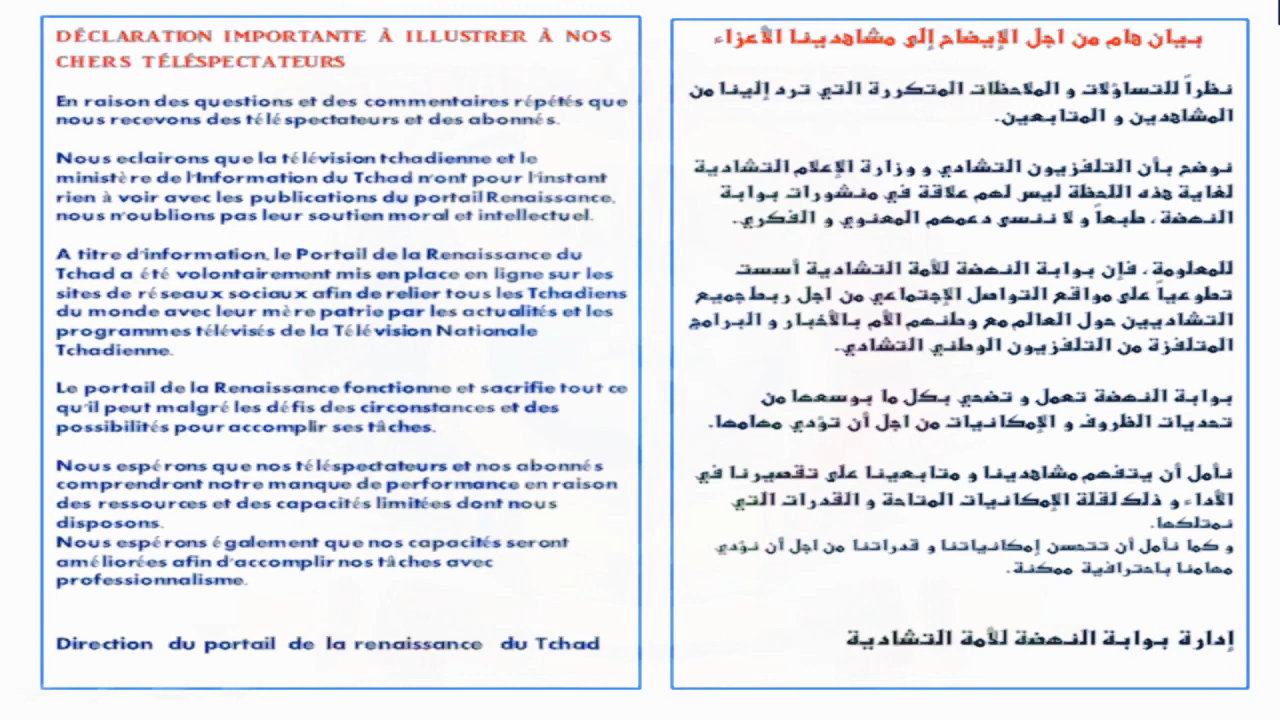 DÉCLARATION IMPORTANTE À ILLUSTRER À NOS
CHERS TÉLÉSPECTATEURS
En raison des questions et des commentaires répétés que
nous recevons des téléspectateurs et des abonnés.
Nous eclairons que la télévision tchadienne et le
ministère de l'Information du Tchad n'ont pour l'instant
rien à voir avec les publications du portail Renaissance,
nous n'oublions pas leur soutien moral et intellectuel.
A titre d'information, le Portail de la Renaissance du
Tchad a été volontairement mis en place en ligne sur les
sites de réseaux sociaux afin de relier tous les Tchadiens
du monde avec leur mère patrie par les actualités et les
programmes télévisés de la Télévision Nationale
Tchadienne.
Le portail de la Renaissance fonctionne et sacrifie tout ce
qu'il peut malgré les défis des circonstances et des
possibilités pour accomplir ses tâches.
Nous espérons que nos téléspectateurs et nos abonnés
comprendront notre manque de performance en raison
des ressources et des capacités limitées dont nous
disposons.
Nous espérons également que nos capacités seront
améliorées afin d'accomplir nos tâches avec
professionnalisme.
Direction du portail de la renaissance du Tchad
بيان هام من اجل الإيضاح إلى مشاهدينا الأعزاء
نظراً للتساؤلات و الملاحظات المتكررة التي ترد إلينا من
المشاهدين و المتابعين.
نوضح بأن التلفزيون التشادي و وزارة الإعلام التشادية
لغاية هذه اللحظة ليس لهم علاقة في منشورات بوابة
النهضة، طبعاً و لا ننسى دعمهم المعنوي و الفكري.
للمعلومة، فإن بوابة النهضة للأمة التشادية أسست
تطوعياً على مواقع التواصل الإجتماعي من اجل ربط جميع
التشاديين حول العالم مع وطنهم الأم بالأخبار و البرامج
المتلفزة من التلفزيون الوطني التشادي.
بوابة النهضة تعمل و تضحي بكل ما بوسعها من
تحديات الظروف و الإمكانيات من اجل أن تؤدي مهامها.
نأمل أن يتفهم مشاهدينا و متابعينا على تقصيرنا في
الأداء و ذلك لقلة الإمكانيات المتاحة و القدرات التي
نمتلكها.
و كما نأمل أن تتحسن إمكانياتنا و قدراتنا من اجل أن نؤدي
مهامنا باحترافية ممكنة.
إدارة بوابة النهضة للأمة التشادية